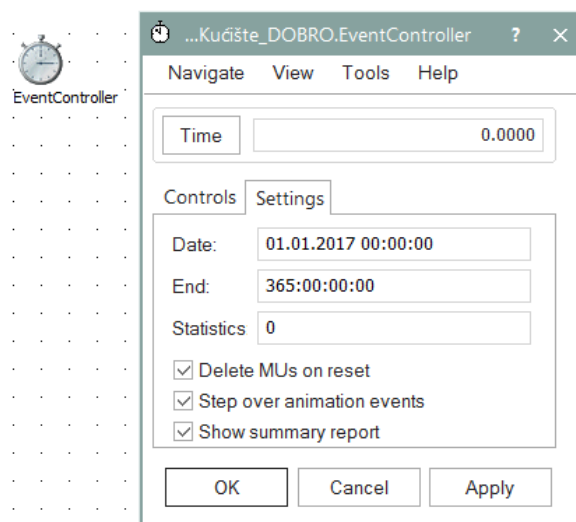 ...Kućište_DOBRO.EventController ? ×
EventController
Navigate View Tools Help
Time 0.0000
Controls Settings
Date: 01.01.2017 00:00:00
End: 365:00:00:00
Statistics 0
Delete MUs on reset
Step over animation events
Show summary report
OK Cancel Apply